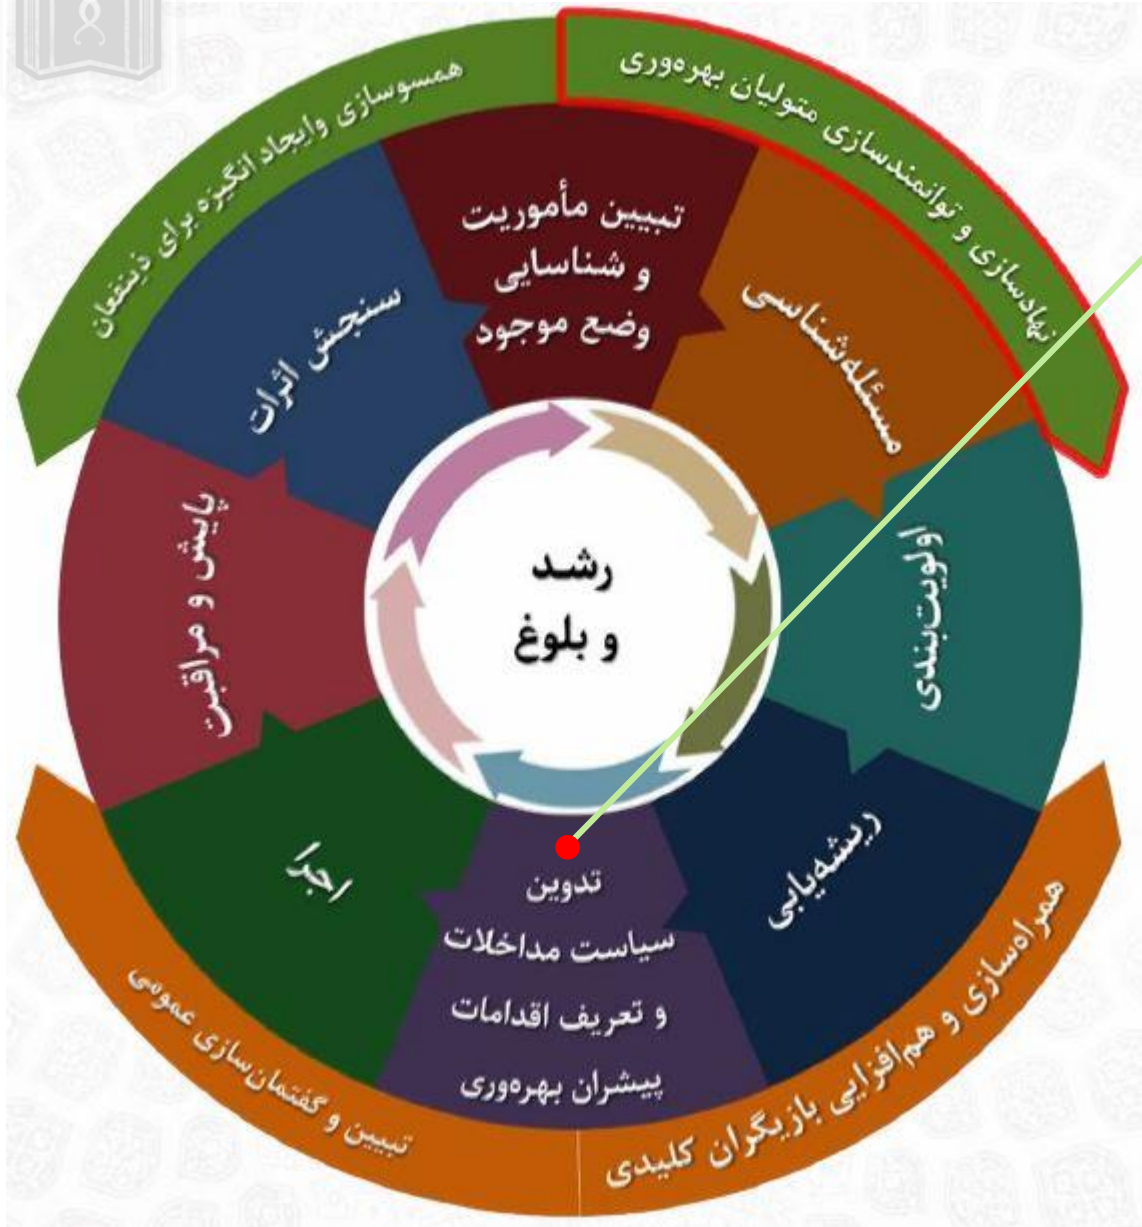 همسوسازی وایجاد انگیزه برای ذینفعان
نهادسازی و توانمندسازی متولیان بهره‌وری
تبیین مأموریت
و شناسایی
وضع موجود
مسئله‌شناسی
اولویت‌بندی
ریشه‌یابی
تدوین
سیاست مداخلات
و تعریف اقدامات
پیشران بهره‌وری
اجرا
پایش و مراقبت
سنجش اثرات
رشد
و بلوغ
همراه‌سازی و هم‌افزایی بازیگران کلیدی
تبیین و گفتمان‌سازی عمومی